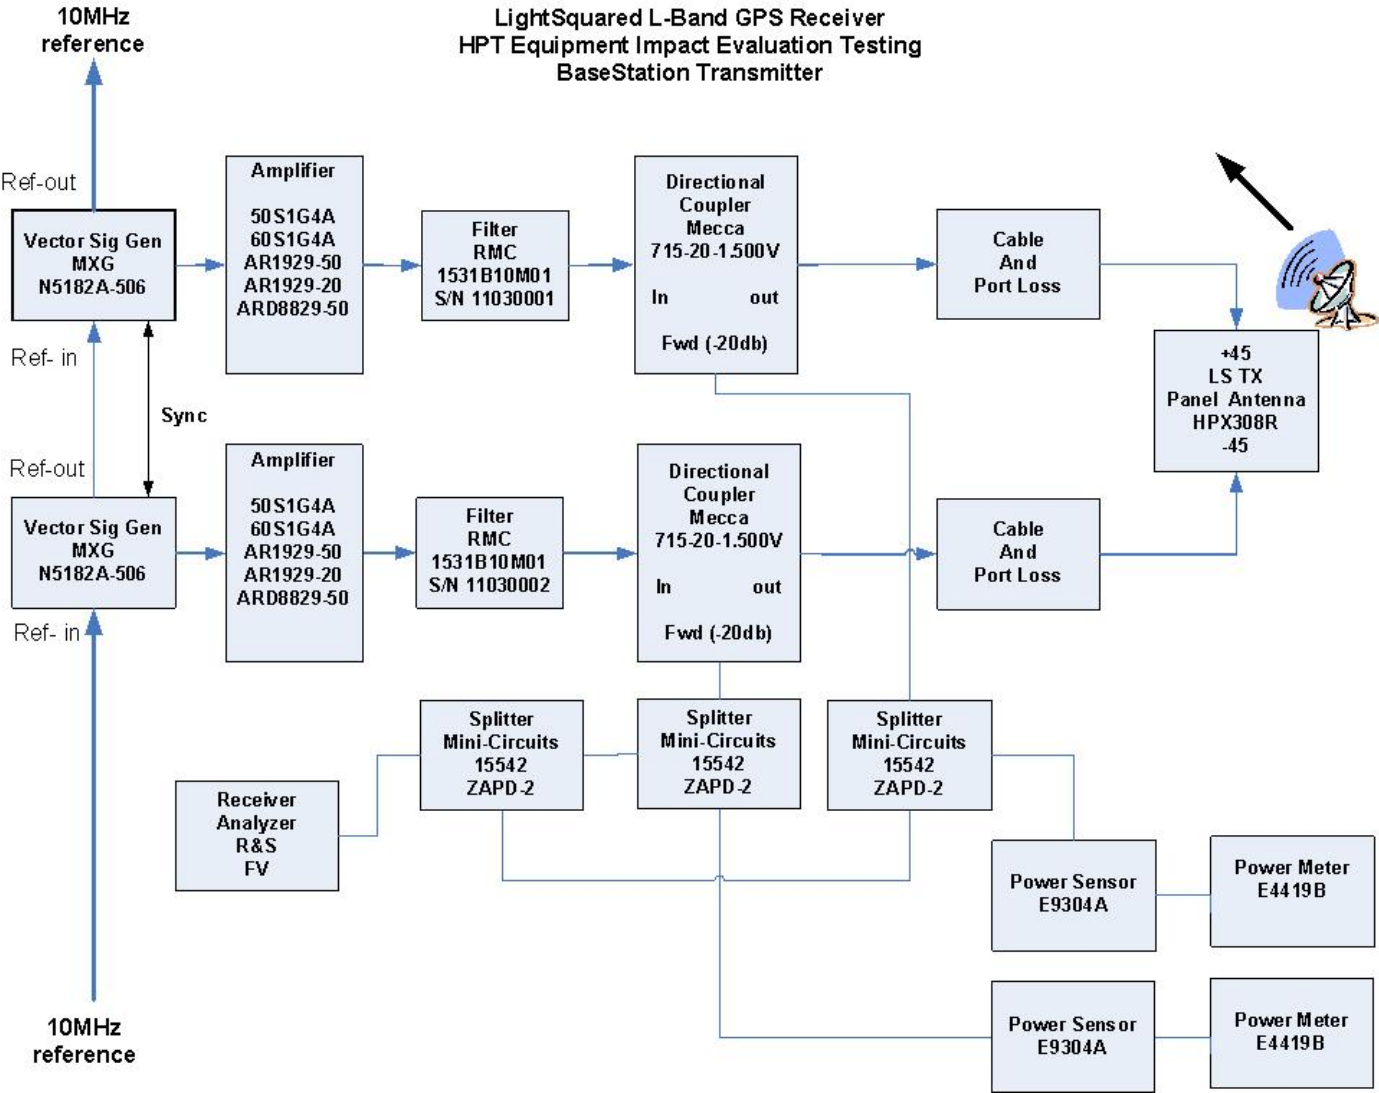 LightSquared L-Band GPS Receiver
HPT Equipment Impact Evaluation Testing
BaseStation Transmitter
10MHz
reference
Ref-out
Vector Sig Gen
MXG
N5182A-506
Amplifier
50S1G4A
60S1G4A
AR1929-50
AR1929-20
ARD8829-50
Filter
RMC
1531B10M01
S/N 11030001
Directional
Coupler
Mecca
715-20-1.500V
In out
Fwd (-20db)
Cable
And
Port Loss
+45
LS TX
Panel Antenna
HPX308R
-45
Ref- in
Sync
Ref-out
Vector Sig Gen
MXG
N5182A-506
Amplifier
50S1G4A
60S1G4A
AR1929-50
AR1929-20
ARD8829-50
Filter
RMC
1531B10M01
S/N 11030002
Directional
Coupler
Mecca
715-20-1.500V
In out
Fwd (-20db)
Cable
And
Port Loss
Ref- in
Splitter
Mini-Circuits
15542
ZAPD-2
Splitter
Mini-Circuits
15542
ZAPD-2
Splitter
Mini-Circuits
15542
ZAPD-2
Receiver
Analyzer
R&S
FV
Power Sensor
E9304A
Power Meter
E4419B
Power Sensor
E9304A
Power Meter
E4419B
10MHz
reference